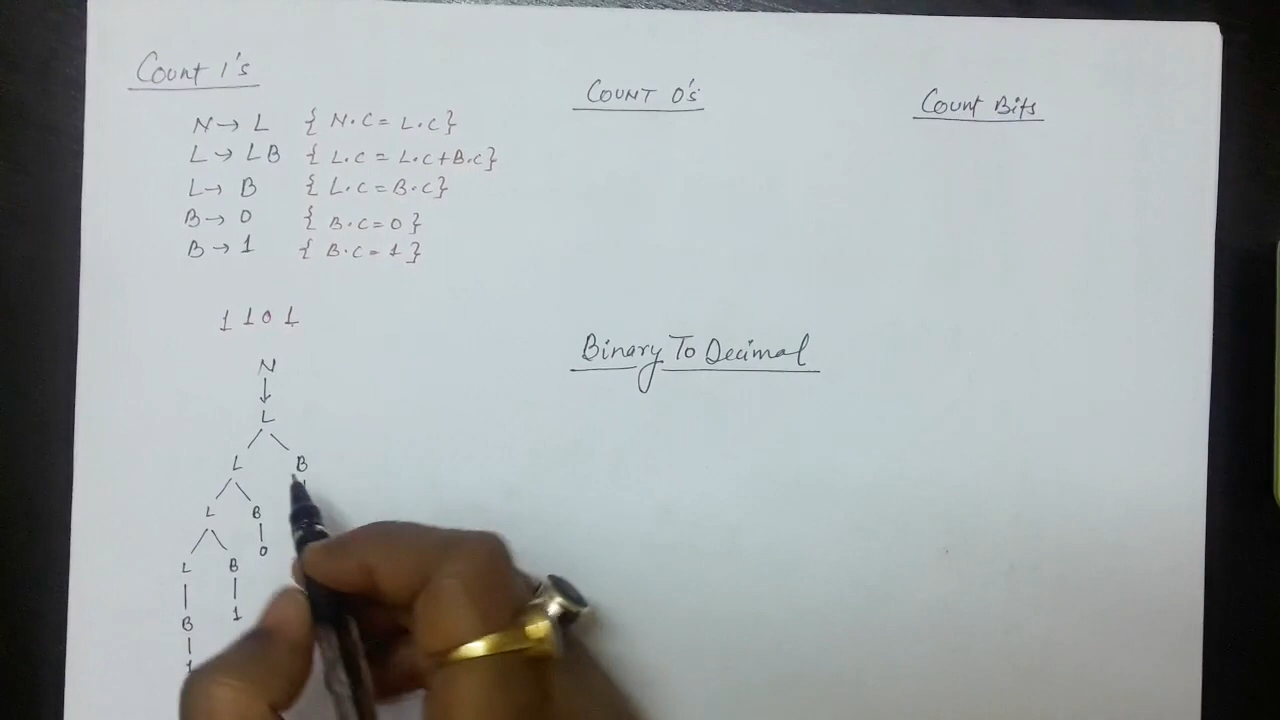 Count 1's
N → L { N.C = L.C }
L → LB { L.C = L.C + B.C }
L → B { L.C = B.C }
B → 0 { B.C = 0 }
B → 1 { B.C = 1 }
1 1 0 1
N
L
L B
L B
0
L B
1
B
1
COUNT 0's
Count Bits
Binary To Decimal